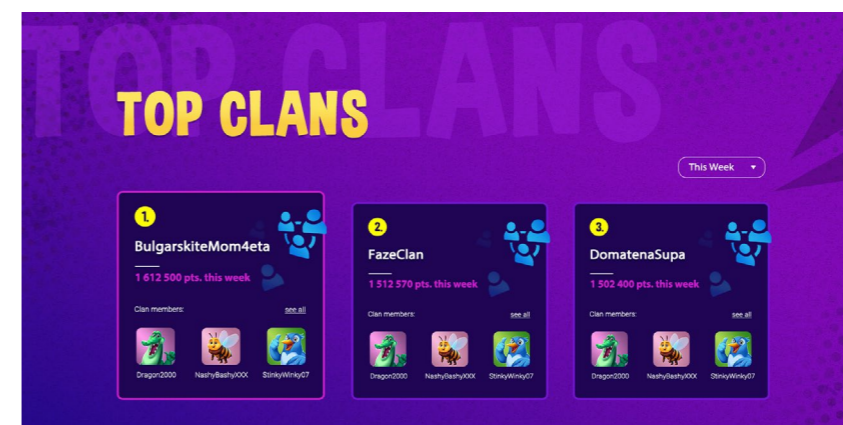 TOP CLANS
TOP CLANS
This Week
1.
BulgarskiteMom4eta
1 612 500 pts. this week
Clan members:
see all
Dragon2000
NashyBashyXXX
StinkyWinky07
2.
FazeClan
1 512 570 pts. this week
Clan members:
see all
Dragon2000
NashyBashyXXX
StinkyWinky07
3.
DomatenaSupa
1 502 400 pts. this week
Clan members:
see all
Dragon2000
NashyBashyXXX
StinkyWinky07